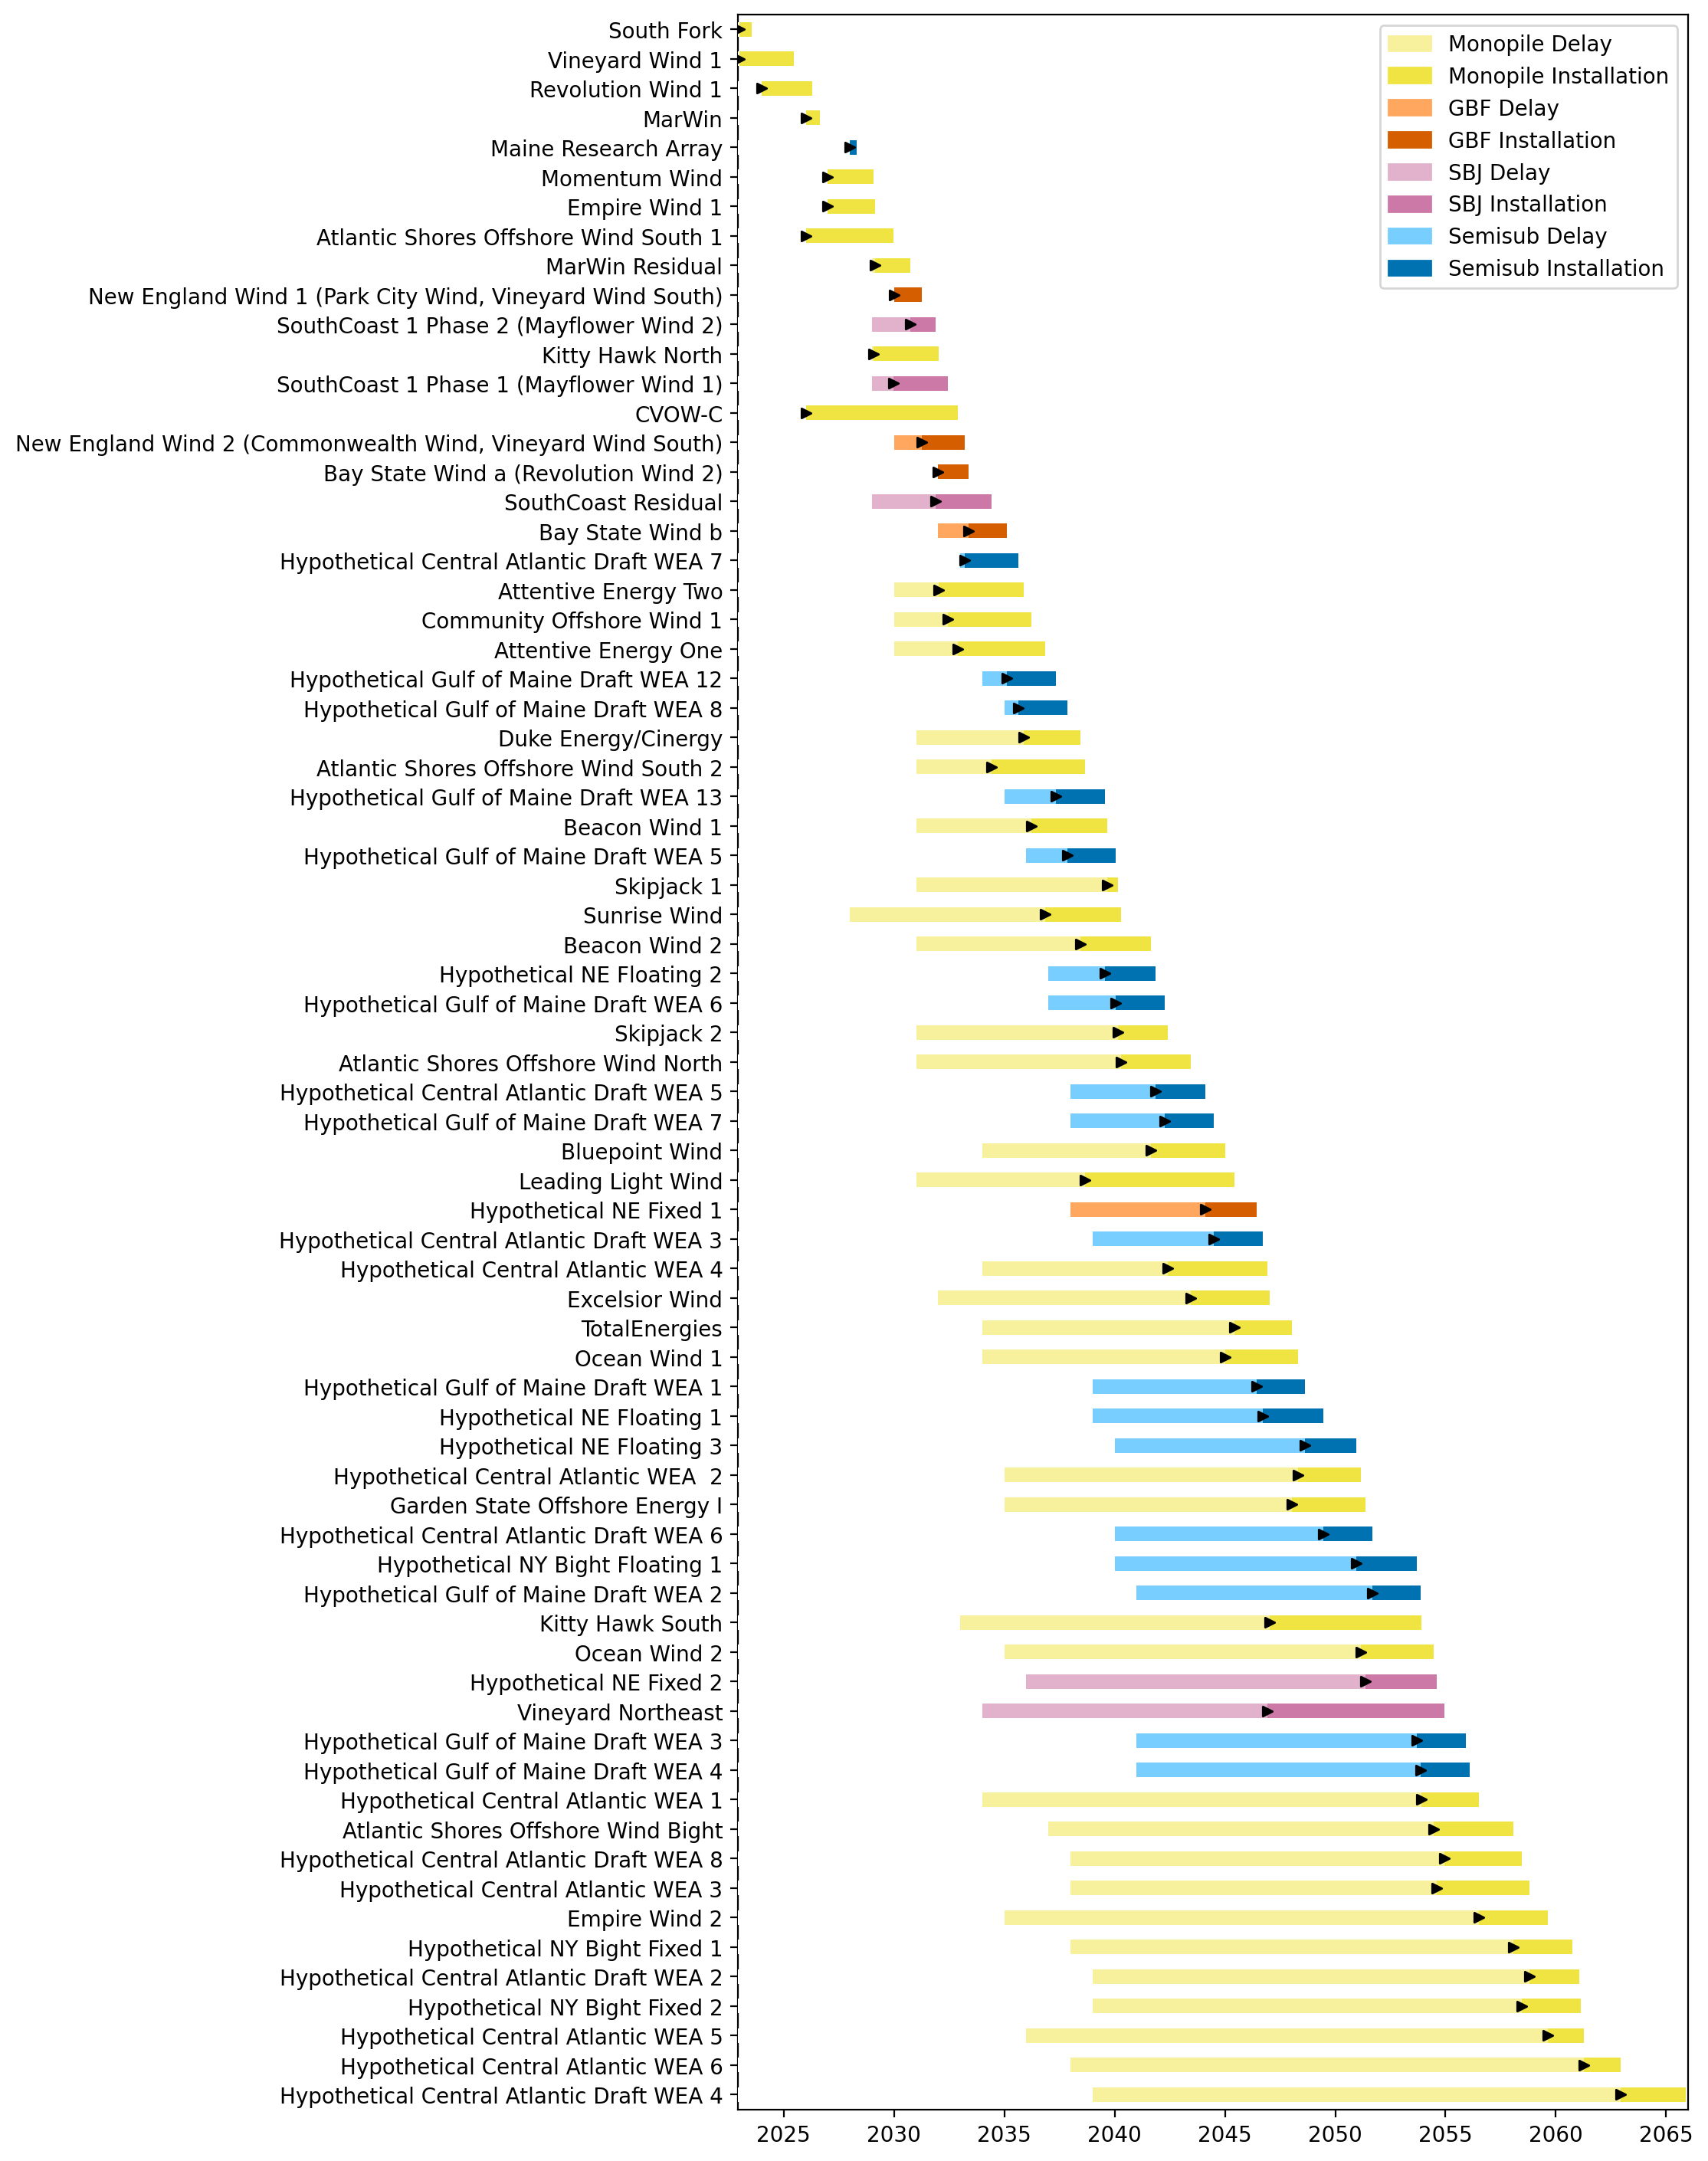 South Fork
Vineyard Wind 1
Revolution Wind 1
MarWin
Maine Research Array
Momentum Wind
Empire Wind 1
Atlantic Shores Offshore Wind South 1
MarWin Residual
New England Wind 1 (Park City Wind, Vineyard Wind South)
SouthCoast 1 Phase 2 (Mayflower Wind 2)
Kitty Hawk North
SouthCoast 1 Phase 1 (Mayflower Wind 1)
CVOW-C
New England Wind 2 (Commonwealth Wind, Vineyard Wind South)
Bay State Wind a (Revolution Wind 2)
SouthCoast Residual
Bay State Wind b
Hypothetical Central Atlantic Draft WEA 7
Attentive Energy Two
Community Offshore Wind 1
Attentive Energy One
Hypothetical Gulf of Maine Draft WEA 12
Hypothetical Gulf of Maine Draft WEA 8
Duke Energy/Cinergy
Atlantic Shores Offshore Wind South 2
Hypothetical Gulf of Maine Draft WEA 13
Beacon Wind 1
Hypothetical Gulf of Maine Draft WEA 5
Skipjack 1
Sunrise Wind
Beacon Wind 2
Hypothetical NE Floating 2
Hypothetical Gulf of Maine Draft WEA 6
Skipjack 2
Atlantic Shores Offshore Wind North
Hypothetical Central Atlantic Draft WEA 5
Hypothetical Gulf of Maine Draft WEA 7
Bluepoint Wind
Leading Light Wind
Hypothetical NE Fixed 1
Hypothetical Central Atlantic Draft WEA 3
Hypothetical Central Atlantic WEA 4
Excelsior Wind
TotalEnergies
Ocean Wind 1
Hypothetical Gulf of Maine Draft WEA 1
Hypothetical NE Floating 1
Hypothetical NE Floating 3
Hypothetical Central Atlantic WEA  2
Garden State Offshore Energy I
Hypothetical Central Atlantic Draft WEA 6
Hypothetical NY Bight Floating 1
Hypothetical Gulf of Maine Draft WEA 2
Kitty Hawk South
Ocean Wind 2
Hypothetical NE Fixed 2
Vineyard Northeast
Hypothetical Gulf of Maine Draft WEA 3
Hypothetical Gulf of Maine Draft WEA 4
Hypothetical Central Atlantic WEA 1
Atlantic Shores Offshore Wind Bight
Hypothetical Central Atlantic Draft WEA 8
Hypothetical Central Atlantic WEA 3
Empire Wind 2
Hypothetical NY Bight Fixed 1
Hypothetical Central Atlantic Draft WEA 2
Hypothetical NY Bight Fixed 2
Hypothetical Central Atlantic WEA 5
Hypothetical Central Atlantic WEA 6
Hypothetical Central Atlantic Draft WEA 4
Monopile Delay
Monopile Installation
GBF Delay
GBF Installation
SBJ Delay
SBJ Installation
Semisub Delay
Semisub Installation
2025 2030 2035 2040 2045 2050 2055 2060 2065